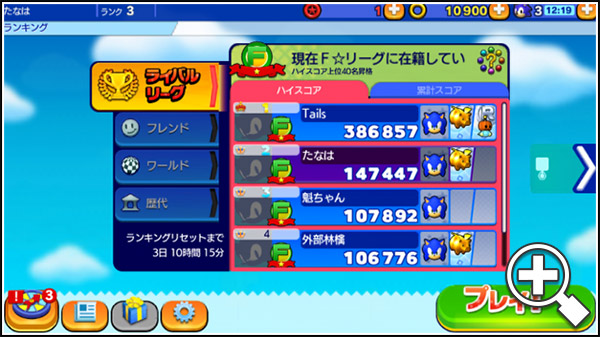 たなは
ランク 3
1
10900
3
12:19
ランキング
ライバル
リーグ
フレンド
ワールド
歴代
ランキングリセットまで
3日 10時間 15分
F
現在F☆リーグに在籍してい
ハイスコア上位40名昇格
ハイスコア
累計スコア
Tails
386857
F
2
たなは
147447
F
3
魁ちゃん
107892
F
4
外部林檎
106776
F
3
プレイ